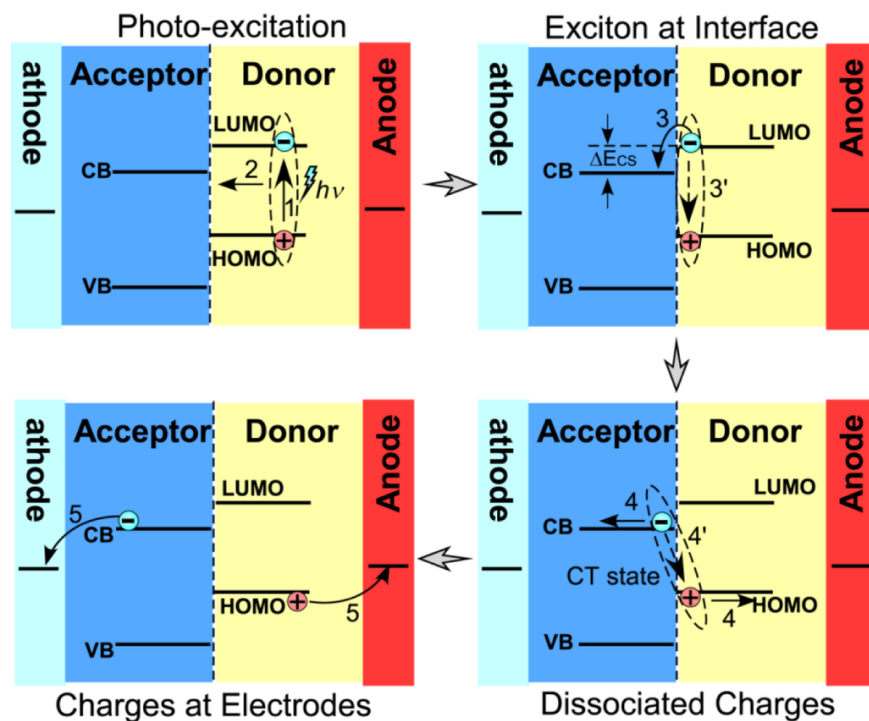 Photo-excitation
Exciton at Interface
athode
Acceptor
Donor
Anode
LUMO
CB
2
1
hν
HOMO
VB
athode
Acceptor
Donor
Anode
3
LUMO
ΔECS
CB
3'
HOMO
VB
athode
Acceptor
Donor
Anode
LUMO
5
CB
HOMO
5
VB
Charges at Electrodes
athode
Acceptor
Donor
Anode
LUMO
4
4'
CB
CT state
HOMO
4
VB
Dissociated Charges